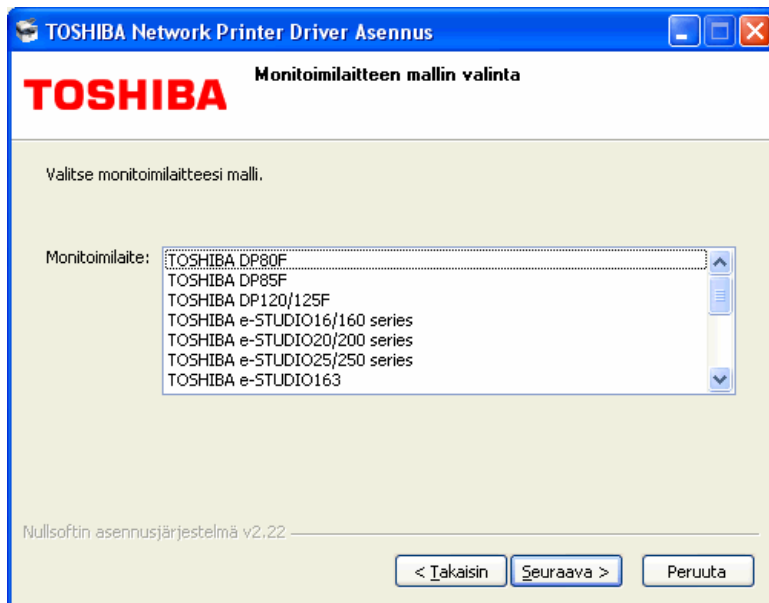 TOSHIBA Network Printer Driver Asennus
TOSHIBA
Monitoimilaitteen mallin valinta
Valitse monitoimilaitteesi malli.
Monitoimilaite:
TOSHIBA DP80F
TOSHIBA DP85F
TOSHIBA DP120/125F
TOSHIBA e-STUDIO16/160 series
TOSHIBA e-STUDIO20/200 series
TOSHIBA e-STUDIO25/250 series
TOSHIBA e-STUDIO163
Nullsoftin asennusjärjestelmä v2.22
< Takaisin
Seuraava >
Peruuta